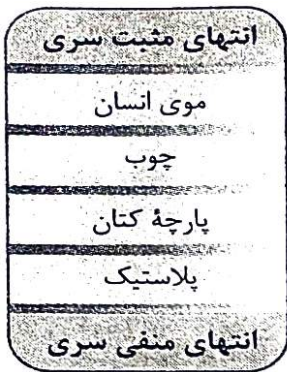 انتهای مثبت سری
موی انسان
چوب
پارچهٔ کتان
پلاستیک
انتهای منفی سری